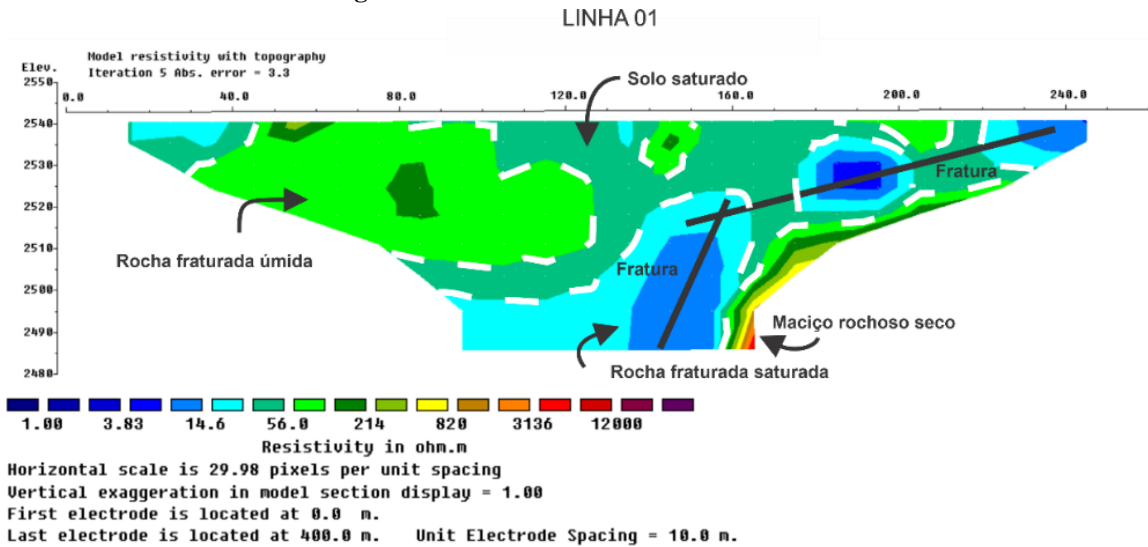 LINHA 01
Model resistivity with topography
Iteration 5 Abs. error = 3.3
Elev.
2550
0.0 40.0 80.0 120.0 160.0 200.0 240.0
Solo saturado
2540
2530
Fratura
2520
2510
Rocha fraturada úmida
Fratura
2500
2490
Maciço rochoso seco
Rocha fraturada saturada
2480
1.00 3.83 14.6 56.0 214 820 3136 12000
Resistivity in ohm.m
Horizontal scale is 29.98 pixels per unit spacing
Vertical exaggeration in model section display = 1.00
First electrode is located at 0.0 m.
Last electrode is located at 400.0 m. Unit Electrode Spacing = 10.0 m.